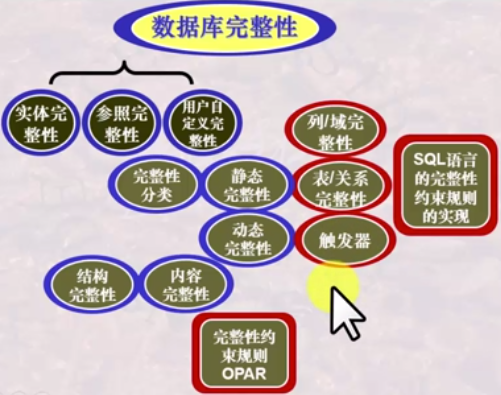 数据库完整性
实体完
整性
参照完
整性
用户自
定义完
整性
列/域完
整性
完整性
分类
静态
完整性
表/关系
完整性
SQL语言
的完整性
约束规则
的实现
动态
完整性
触发器
结构
完整性
内容
完整性
完整性约
束规则
OPAR